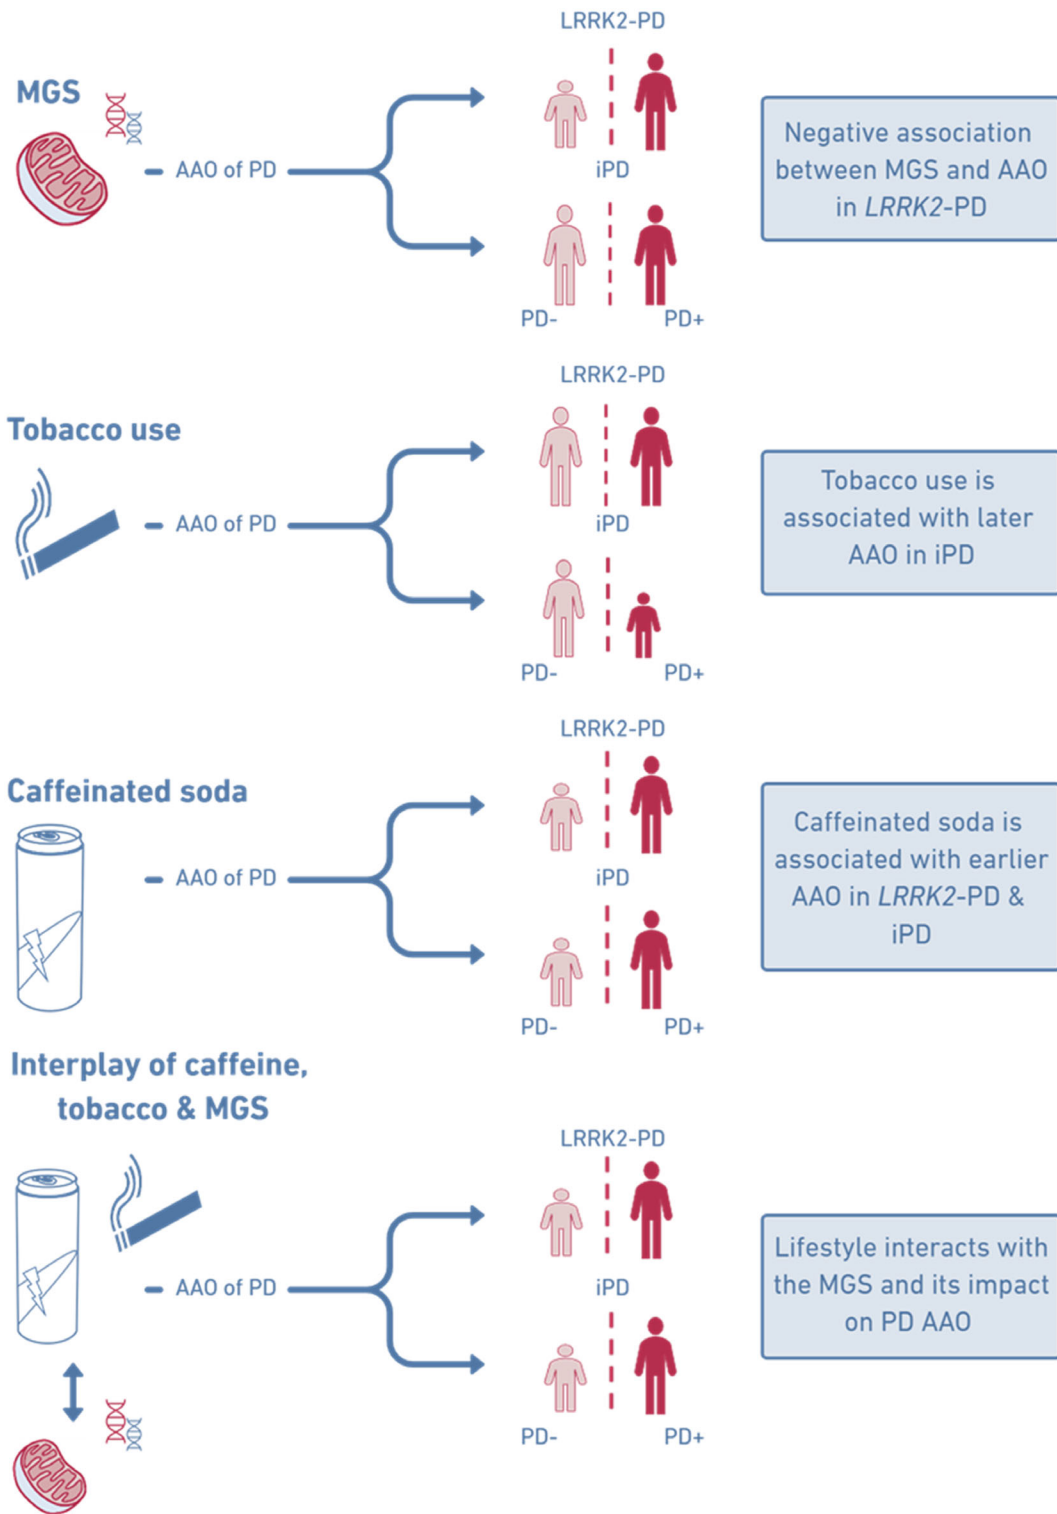 LRRK2-PD
MGS
AAO of PD
iPD
PD-
PD+
Negative association
between MGS and AAO
in LRRK2-PD
LRRK2-PD
Tobacco use
AAO of PD
iPD
PD-
PD+
Tobacco use is
associated with later
AAO in iPD
LRRK2-PD
Caffeinated soda
AAO of PD
iPD
PD-
PD+
Caffeinated soda is
associated with earlier
AAO in LRRK2-PD &
iPD
Interplay of caffeine,
tobacco & MGS
LRRK2-PD
AAO of PD
iPD
PD-
PD+
Lifestyle interacts with
the MGS and its impact
on PD AAO